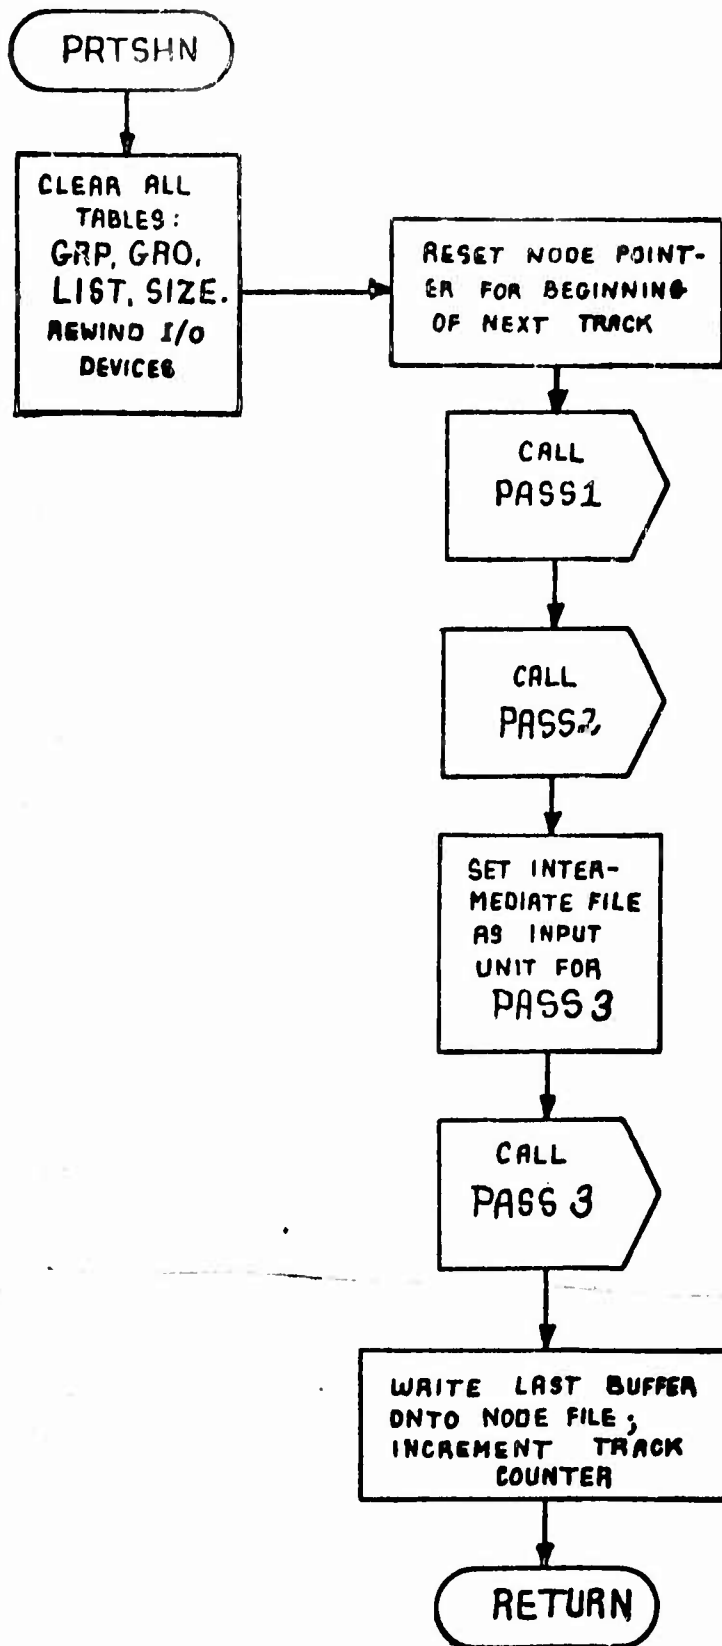 PRTSHN
CLEAR ALL
TABLES:
GRP, GRO,
LIST, SIZE.
REWIND I/O
DEVICES
RESET NODE POINT-
ER FOR BEGINNING
OF NEXT TRACK
CALL
PASS1
CALL
PASS2
SET INTER-
MEDIATE FILE
AS INPUT
UNIT FOR
PASS 3
CALL
PASS 3
WRITE LAST BUFFER
ONTO NODE FILE;
INCREMENT TRACK
COUNTER
RETURN